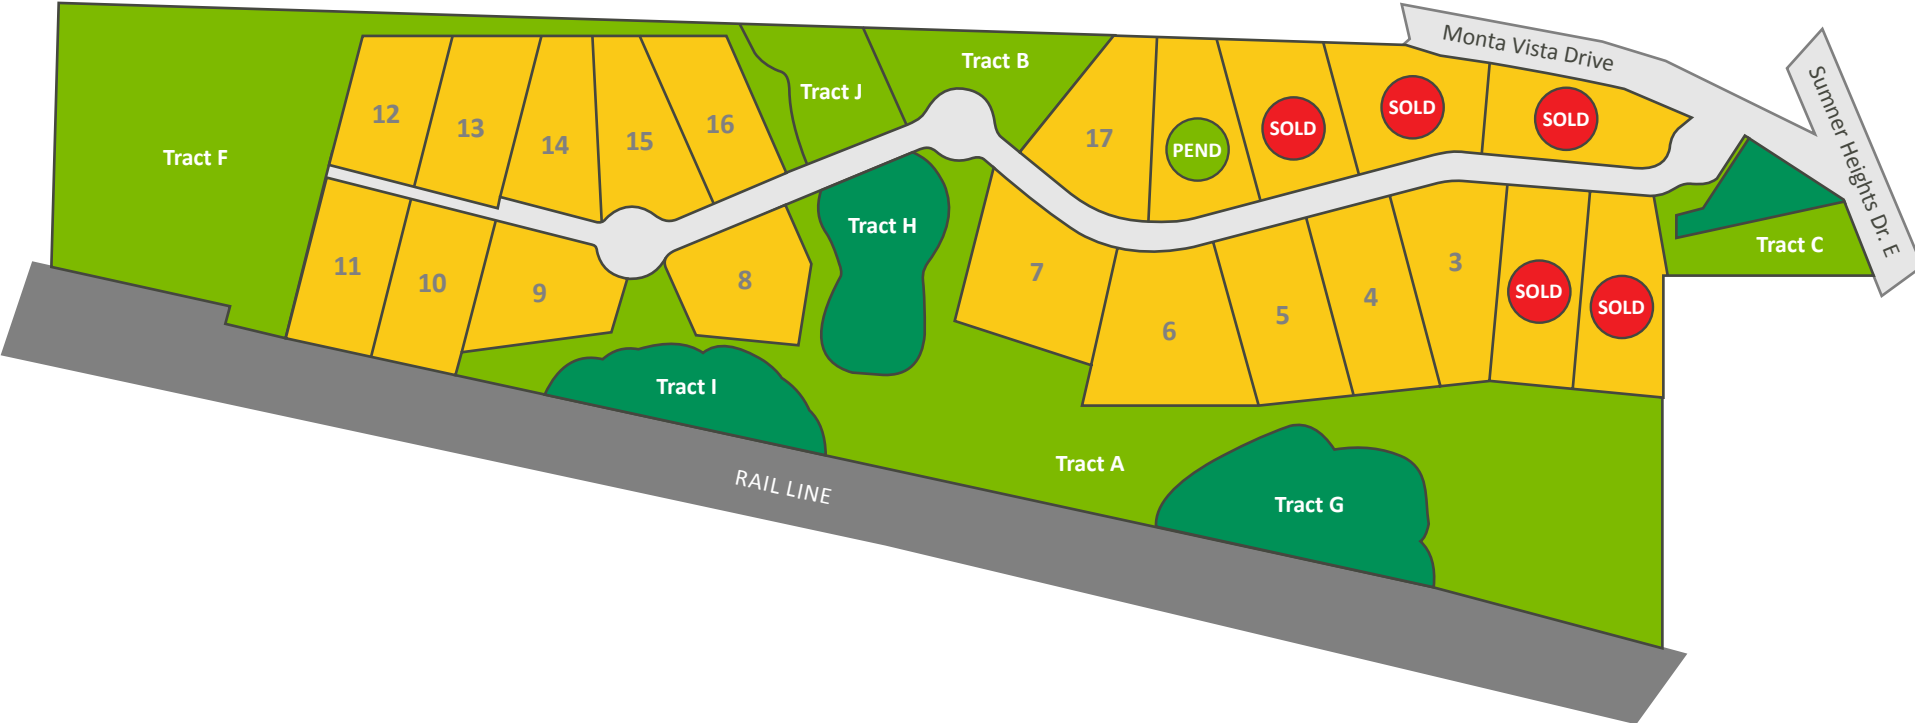 Monta Vista Drive
Summer Heights Dr. E
Tract B
Tract J
Tract F
12
13
14
15
16
17
PEND
SOLD
SOLD
SOLD
Tract H
Tract C
11
10
9
8
7
6
5
4
3
SOLD
SOLD
Tract I
Tract A
Tract G
RAIL LINE